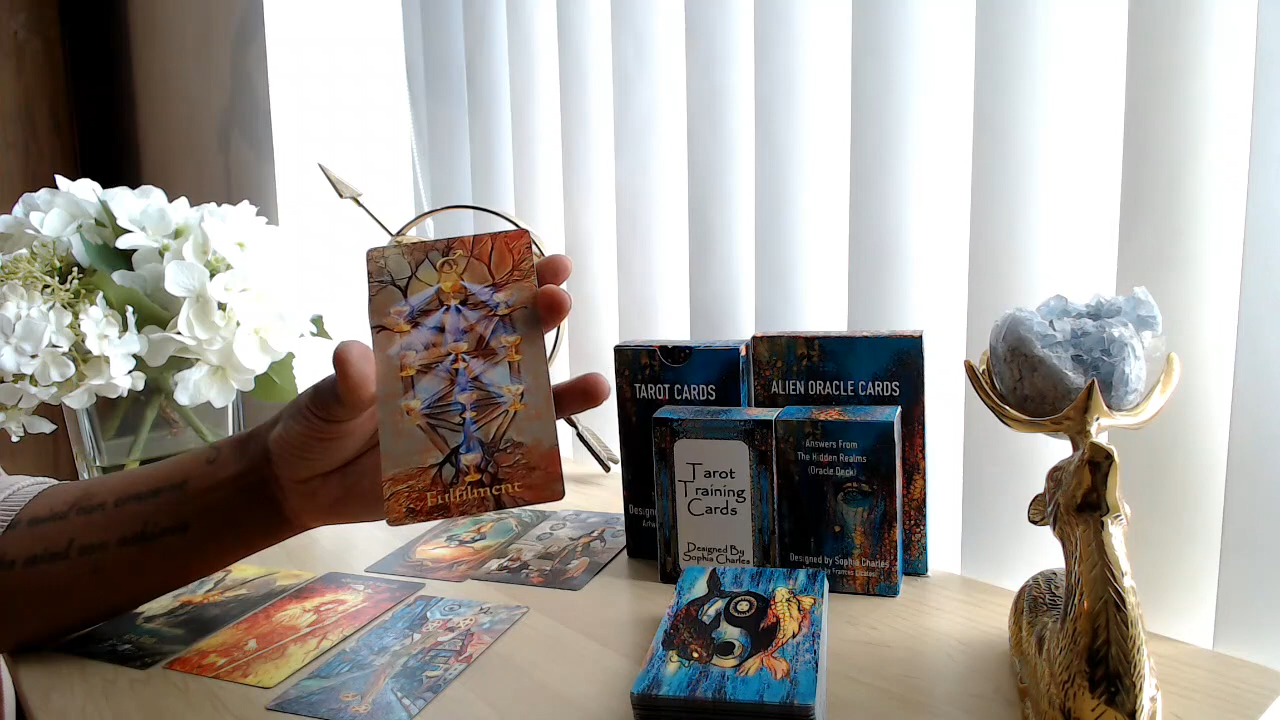 Fulfilment
TAROT CARDS
ALIEN ORACLE CARDS
Tarot
Training
Cards
Designed By
Sophia Charles
Answers From
The Hidden Realms
(Oracle Deck)
Designed by Sophia Charles